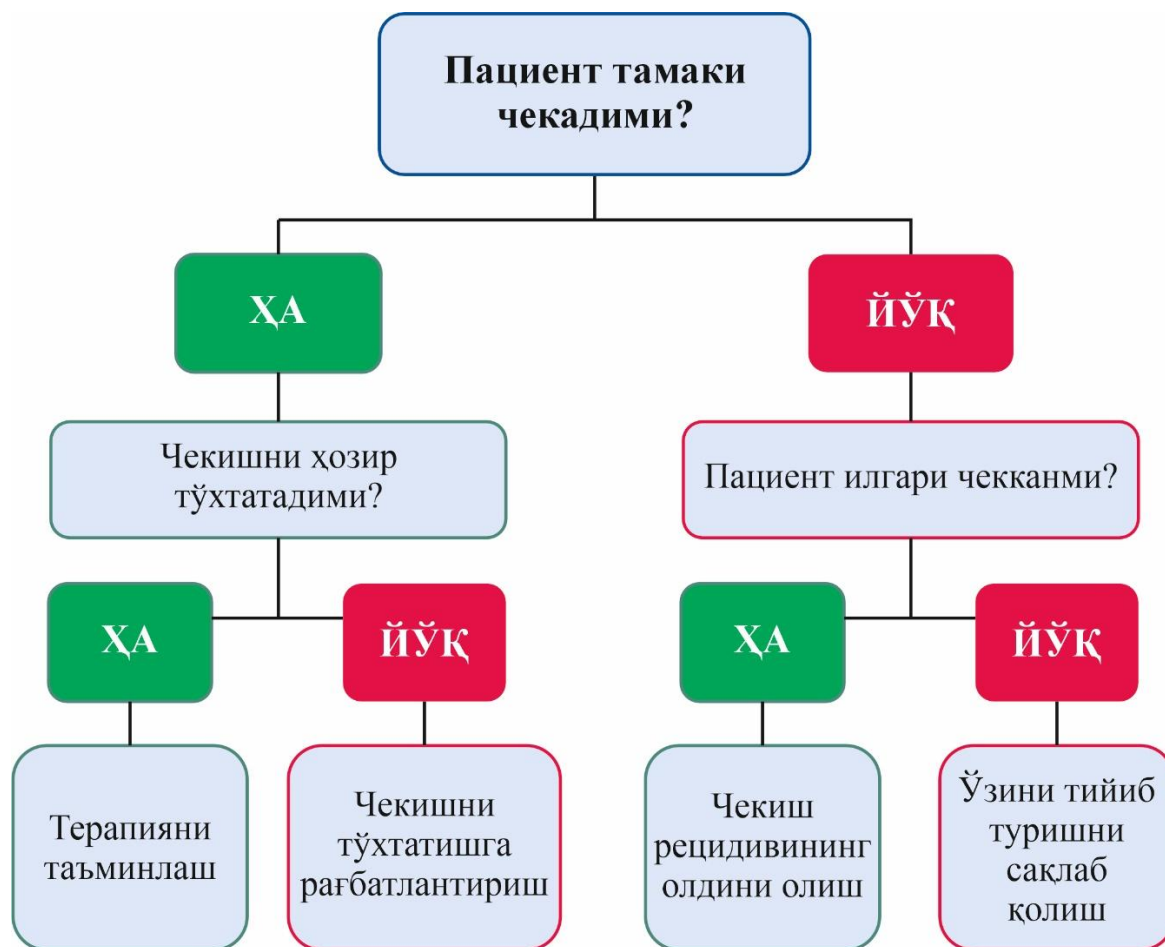 Пациент тамаки
чекадими?
ҲА
ЙЎҚ
Чекишни ҳозир
тўхтатадими?
Пациент илгари чекканми?
ҲА
ЙЎҚ
ҲА
ЙЎҚ
Терапияни
таъминлаш
Чекишни
тўхтатишга
рағбатлантириш
Чекиш
рецидивининг
олдини олиш
Ўзини тийиб
туришни
сақлаб
қолиш